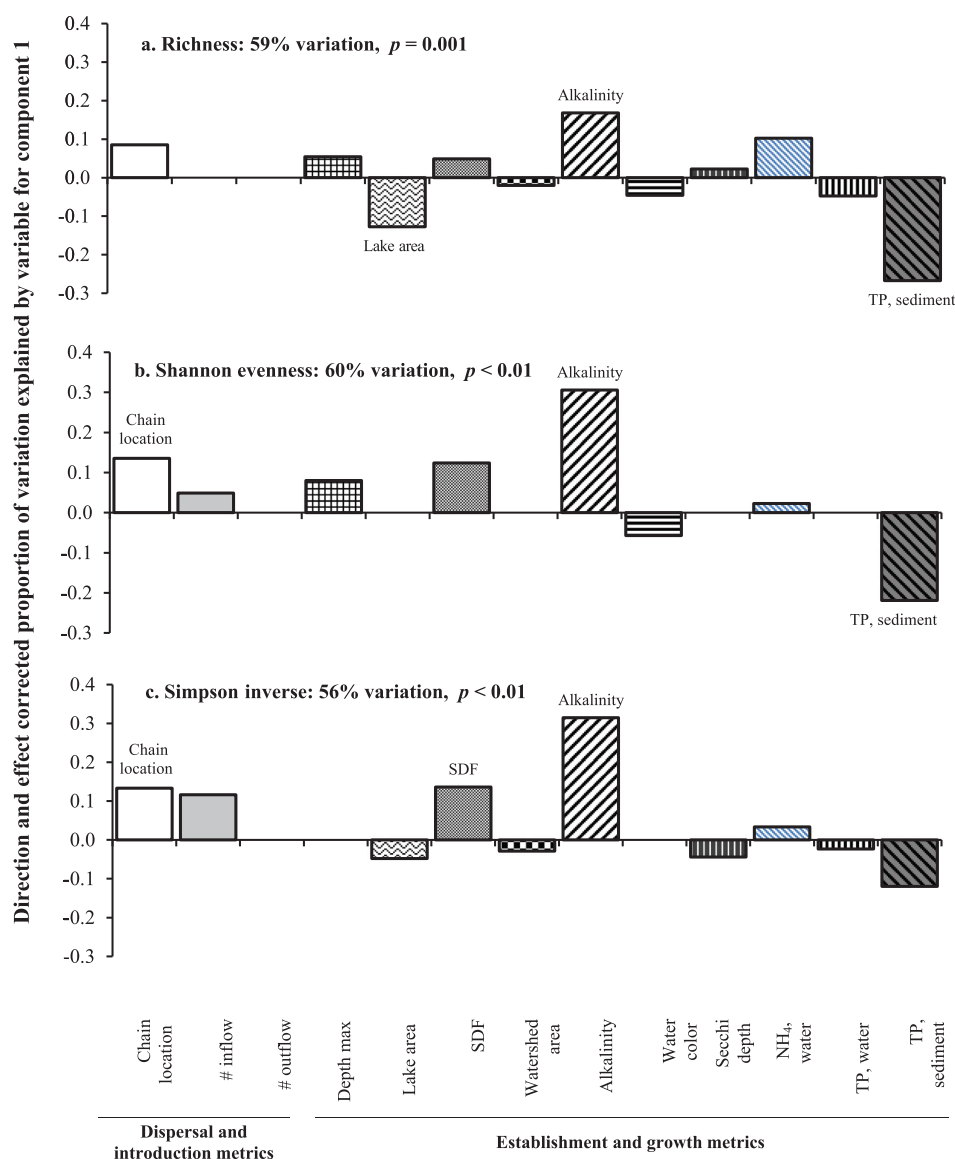 Direction and effect corrected proportion of variation explained by variable for component 1
0.4
0.3
0.2
0.1
0.0
-0.1
-0.2
-0.3
a. Richness: 59% variation, p = 0.001
Alkalinity
Lake area
TP, sediment
0.4
0.3
0.2
0.1
0.0
-0.1
-0.2
-0.3
b. Shannon evenness: 60% variation, p < 0.01
Alkalinity
Chain
location
TP, sediment
0.4
0.3
0.2
0.1
0.0
-0.1
-0.2
-0.3
c. Simpson inverse: 56% variation, p < 0.01
Alkalinity
Chain
location
SDF
Chain
location
# inflow
# outflow
Depth max
Lake area
SDF
Watershed
area
Alkalinity
Water
color
Secchi
depth
NH₄,
water
TP, water
TP,
sediment
Dispersal and
introduction metrics
Establishment and growth metrics